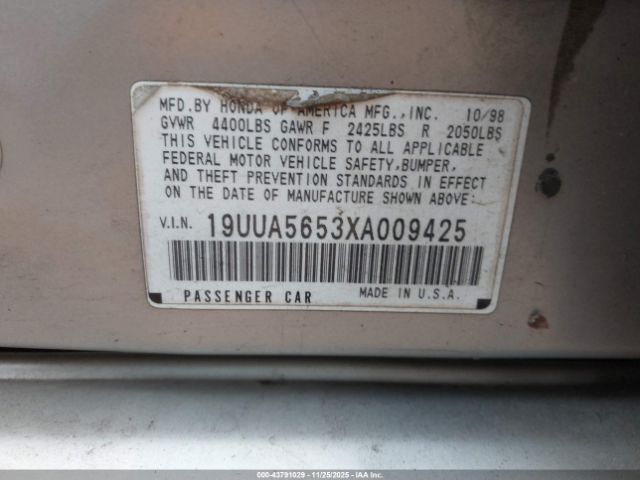 MFD.BY HONDA OF AMERICA MFG.,INC. 10/98
GVWR 4400LBS GAWR F 2425LBS R 2050LBS
THIS VEHICLE CONFORMS TO ALL APPLICABLE
FEDERAL MOTOR VEHICLE SAFETY,BUMPER,
AND THEFT PREVENTION STANDARDS IN EFFECT
ON THE DATE OF MANUFACTURE SHOWN ABOVE:
V.I.N. 19UUA5653XA009425
PASSENGER CAR MADE IN U.S.A.
000-43791029 - 11/25/2025 - IAA Inc.